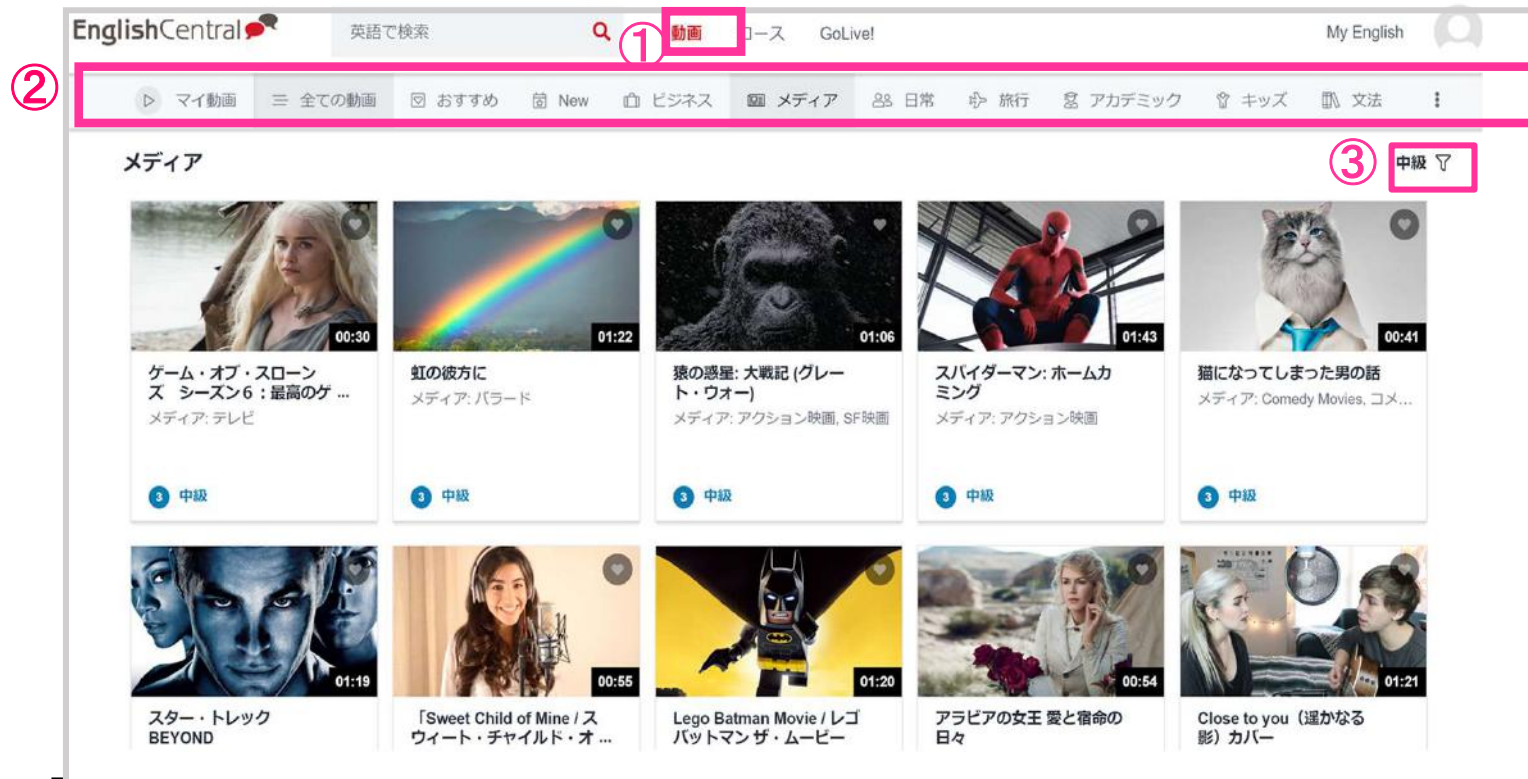 EnglishCentral
英語で検索
① 動画 コース GoLive!
My English
②
マイ動画 全ての動画 おすすめ New ビジネス メディア 日常 旅行 アカデミック キッズ 文法
メディア
③ 中級
00:30
01:22
01:06
01:43
00:41
ゲーム・オブ・スローン
ズ シーズン6:最高のゲ ...
メディア: テレビ
虹の彼方に
メディア: バラード
猿の惑星: 大戦記 (グレー
ト・ウォー)
メディア: アクション映画, SF映画
スパイダーマン: ホームカ
ミング
メディア: アクション映画
猫になってしまった男の話
メディア: Comedy Movies, コメ...
3 中級
3 中級
3 中級
3 中級
3 中級
01:19
00:55
01:20
00:54
01:21
スター・トレック
BEYOND
「Sweet Child of Mine / ス
ウィート・チャイルド・オ ...
Lego Batman Movie / レゴ
バットマン ザ・ムービー
アラビアの女王 愛と宿命の
日々
Close to you（遥かなる
影）カバー